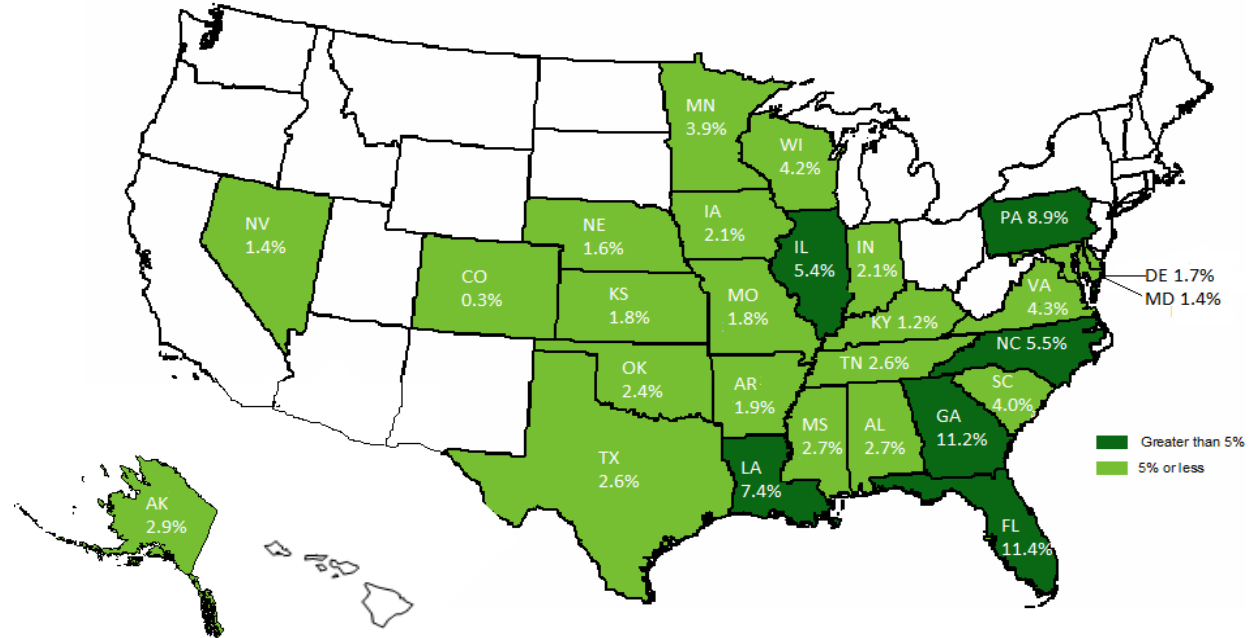 MN
3.9%
WI
4.2%
PA 8.9%
NV
1.4%
NE
1.6%
IA
2.1%
IL
5.4%
IN
2.1%
DE 1.7%
MD 1.4%
CO
0.3%
KS
1.8%
MO
1.8%
VA
4.3%
KY 1.2%
NC 5.5%
TN 2.6%
OK
2.4%
AR
1.9%
SC
4.0%
MS
2.7%
AL
2.7%
GA
11.2%
Greater than 5%
5% or less
TX
2.6%
LA
7.4%
AK
2.9%
FL
11.4%